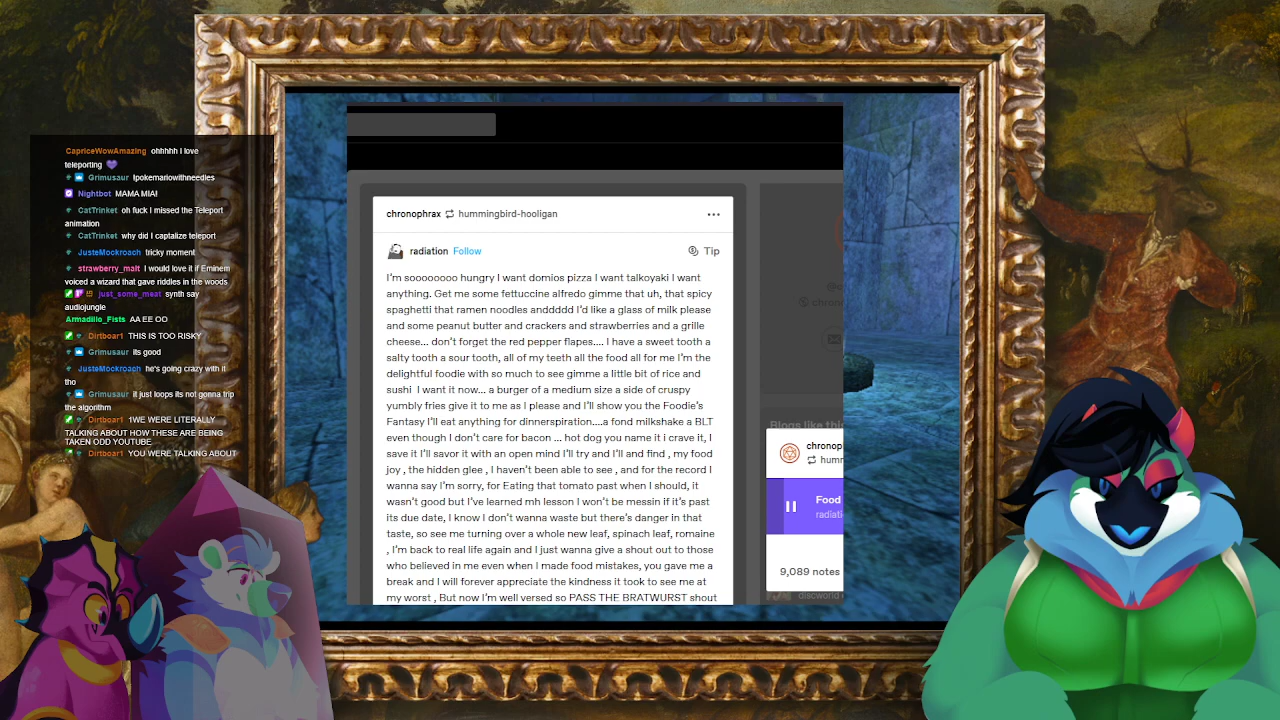 CapriceWowAmazing ohhhhh I love
teleporting
Grimusaur !pokemariowithneedles
Nightbot MAMA MIA!
CatTrinket oh fuck I missed the Teleport
animation
CatTrinket why did I captalize teleport
JusteMockroach tricky moment
strawberry_malt I would love it if Eminem
voiced a wizard that gave riddles in the woods
just_some_meat synth say
audiojungle
Armadillo_Fists AA EE OO
Dirtboar1 THIS IS TOO RISKY
Grimusaur its good
JusteMockroach he's going crazy with it
tho
Grimusaur it just loops its not gonna trip
the algorithm
Dirtboar1 1WE WERE LITERALLY
TALKING ABOUT HOW THESE ARE BEING
TAKEN ODD YOUTUBE
Dirtboar1 YOU WERE TALKING ABOUT
chronophrax hummingbird-hooligan
radiation Follow
Tip
I'm sooooooooo hungry I want domios pizza I want talkoyaki I want
anything. Get me some fettuccine alfredo gimme that uh, that spicy
spaghetti that ramen noodles anddddd I'd like a glass of milk please
and some peanut butter and crackers and strawberries and a grille
cheese... don't forget the red pepper flapes.... I have a sweet tooth a
salty tooth a sour tooth, all of my teeth all the food all for me I'm the
delightful foodie with so much to see gimme a little bit of rice and
sushi I want it now... a burger of a medium size a side of cruspy
yumbly fries give it to me as I please and I'll show you the Foodie's
Fantasy I'll eat anything for dinnerspiration....a fond milkshake a BLT
even though I don't care for bacon ... hot dog you name it i crave it, I
save it I'll savor it with an open mind I'll try and I'll and find , my food
joy , the hidden glee , I haven't been able to see , and for the record I
wanna say I'm sorry, for Eating that tomato past when I should, it
wasn't good but I've learned mh lesson I won't be messin if it's past
its due date, I know I don't wanna waste but there's danger in that
taste, so see me turning over a whole new leaf, spinach leaf, romaine
, I'm back to real life again and I just wanna give a shout out to those
who believed in me even when I made food mistakes, you gave me a
break and I will forever appreciate the kindness it took to see me at
my worst , But now I'm well versed so PASS THE BRATWURST shout
Blogs like this
chronop
humm
Food
radiati
9,089 notes
discworld